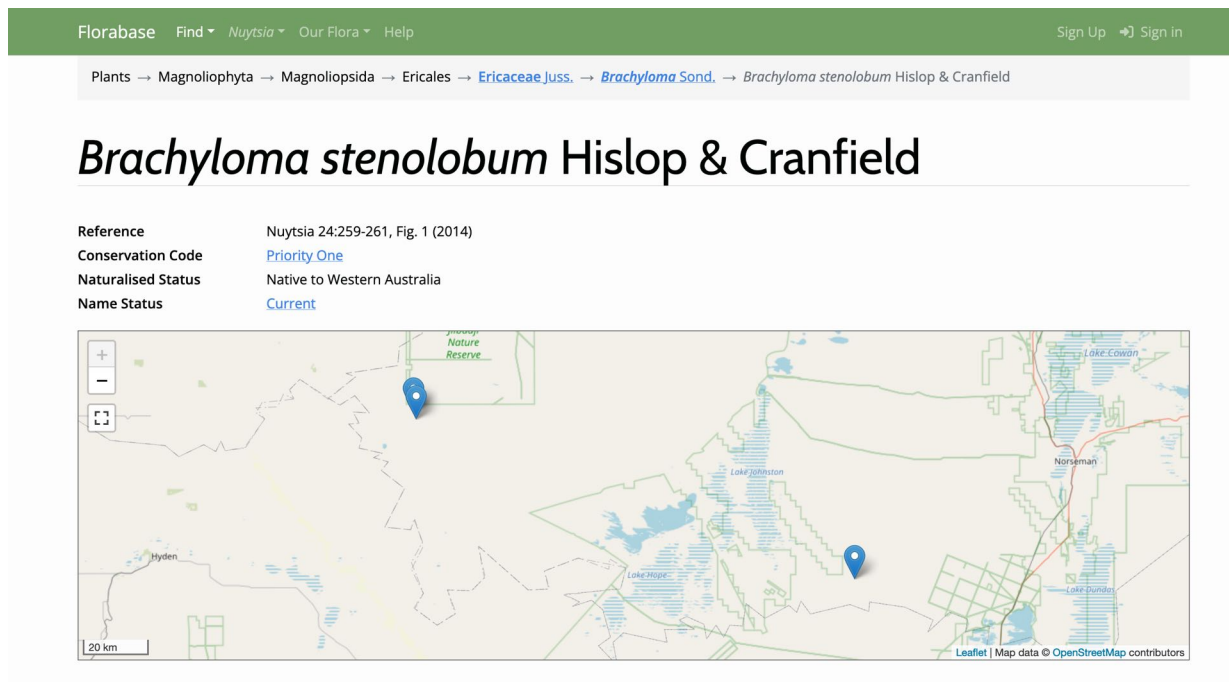 Florabase Find Nuytsia Our Flora Help Sign Up Sign in
Plants → Magnoliophyta → Magnoliopsida → Ericales → Ericaceae Juss. → Brachyloma Sond. → Brachyloma stenolobum Hislop & Cranfield
Brachyloma stenolobum Hislop & Cranfield
Reference Nuytsia 24:259-261, Fig. 1 (2014)
Conservation Code Priority One
Naturalised Status Native to Western Australia
Name Status Current
+
−
Nature
Reserve
Lake Cowan
Norseman
Lake Johnston
Hyden
Lake Hope
Lake Dundas
20 km
Leaflet | Map data © OpenStreetMap contributors